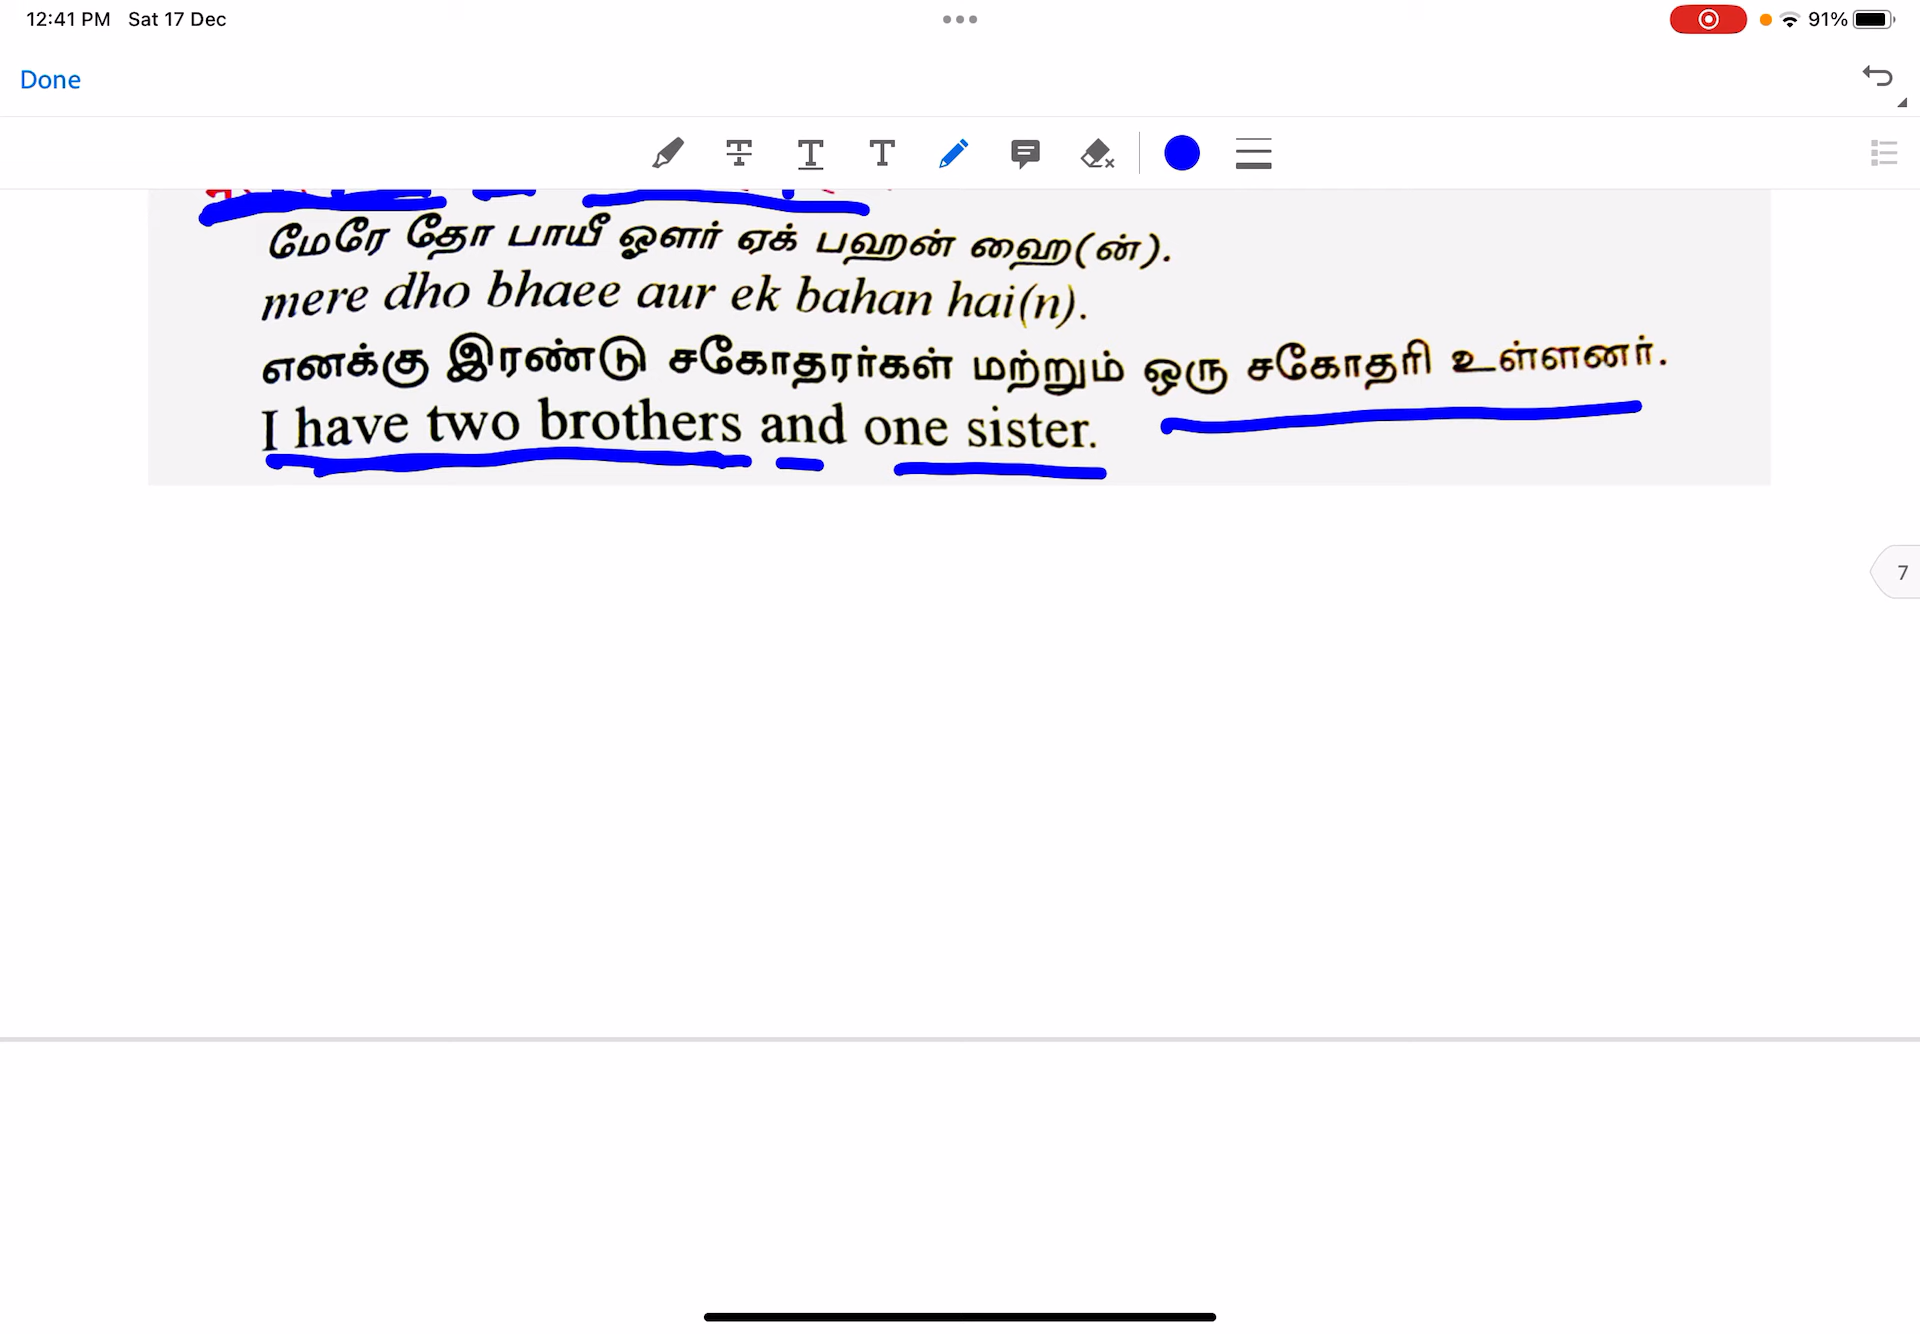 12:41 PM Sat 17 Dec
91%
Done
மேரே தோ பாயீ ஔர் ஏக் பஹன் ஹை(ன்).
mere dho bhaee aur ek bahan hai(n).
எனக்கு இரண்டு சகோதரர்கள் மற்றும் ஒரு சகோதரி உள்ளனர்.
I have two brothers and one sister.
7